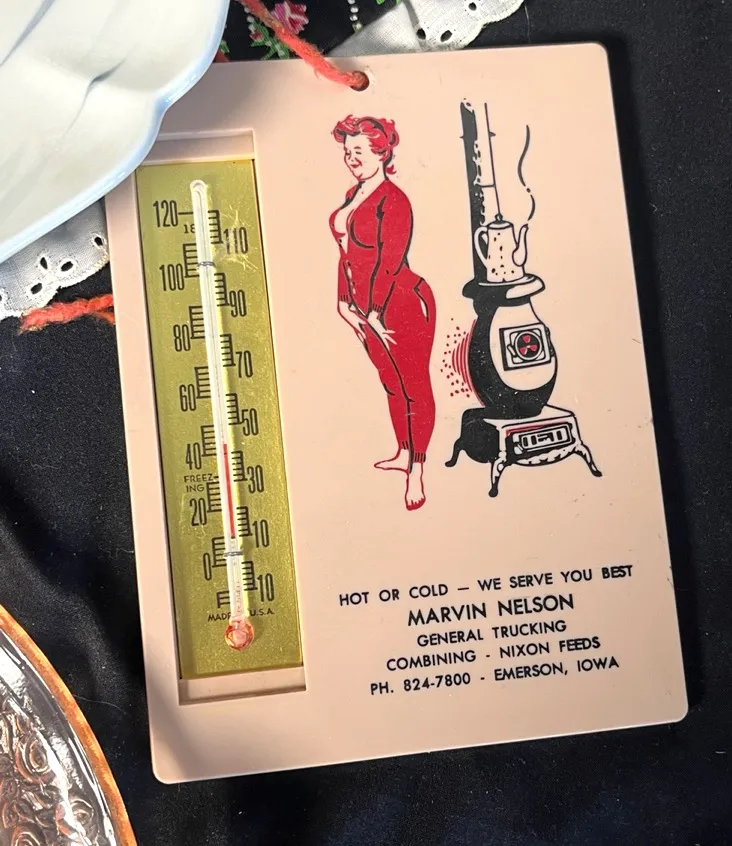 120
110
100
90
80
70
60
50
40
30
FREEZ-
ING
20
10
0
10
MADE U.S.A.
HOT OR COLD — WE SERVE YOU BEST
MARVIN NELSON
GENERAL TRUCKING
COMBINING - NIXON FEEDS
PH. 824-7800 - EMERSON, IOWA